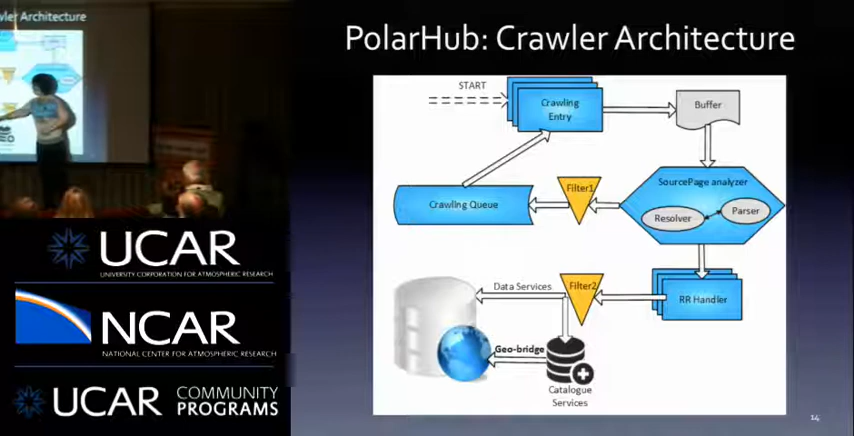 wler Architecture
UCAR
UNIVERSITY CORPORATION FOR ATMOSPHERIC RESEARCH
NCAR
NATIONAL CENTER FOR ATMOSPHERIC RESEARCH
UCAR COMMUNITY
PROGRAMS
PolarHub: Crawler Architecture
START
Crawling
Entry
Buffer
SourcePage analyzer
Resolver
Parser
Filter1
Crawling Queue
RR Handler
Filter2
Data Services
Geo-bridge
Catalogue
Services
14